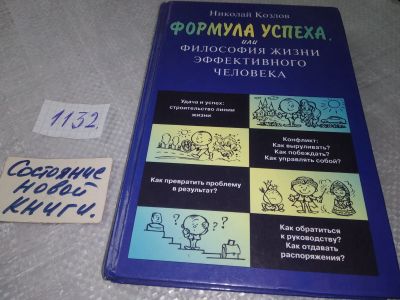 Николай Козлов
ФОРМУЛА УСПЕХА,
или
ФИЛОСОФИЯ ЖИЗНИ
ЭФФЕКТИВНОГО
ЧЕЛОВЕКА
Удача и успех:
строительство линии
жизни
Конфликт:
Как выруливать?
Как побеждать?
Как управлять собой?
Как превратить проблему
в результат?
Как обратиться
к руководству?
Как отдавать
распоряжения?
? ? ? ?
1132
Состояние
новой
книги.